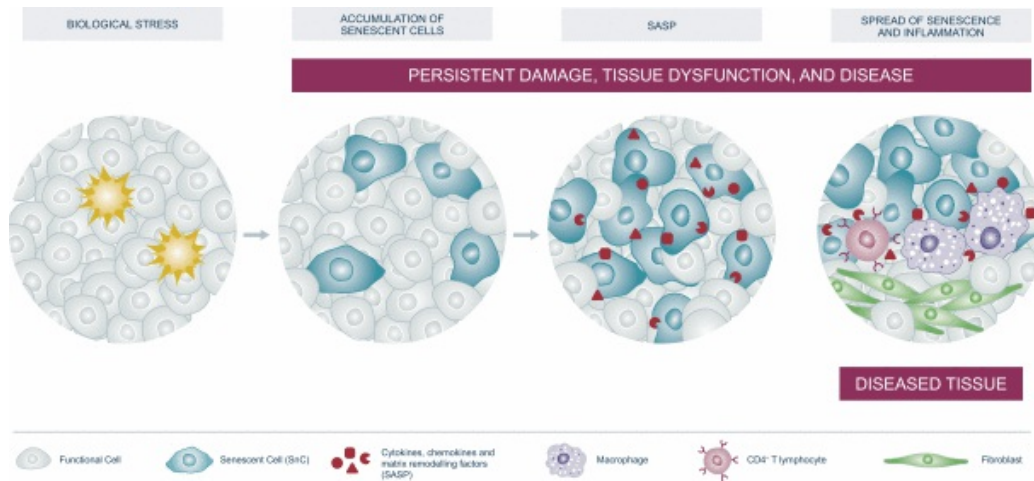 BIOLOGICAL STRESS
ACCUMULATION OF
SENESCENT CELLS
SASP
SPREAD OF SENESCENCE
AND INFLAMMATION
PERSISTENT DAMAGE, TISSUE DYSFUNCTION, AND DISEASE
DISEASED TISSUE
Functional Cell
Senescent Cell (SnC)
Cytokines, chemokines and
matrix remodelling factors
(SASP)
Macrophage
CD4⁺ T lymphocyte
Fibroblast